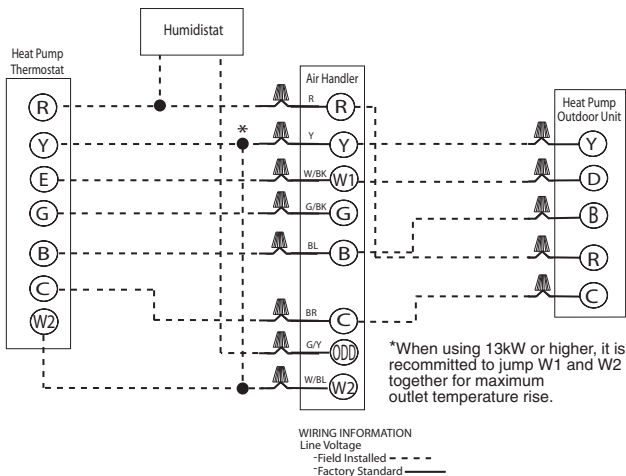 Humidistat
Heat Pump
Thermostat
Air Handler
Heat Pump
Outdoor Unit
R
R
R
Y
*
Y
Y
Y
E
W/BK
W1
D
G
G/BK
G
B
B
BL
B
R
C
BR
C
C
W2
G/Y
ODD
W/BL
W2
*When using 13kW or higher, it is
recommitted to jump W1 and W2
together for maximum
outlet temperature rise.
WIRING INFORMATION
Line Voltage
-Field Installed
-Factory Standard